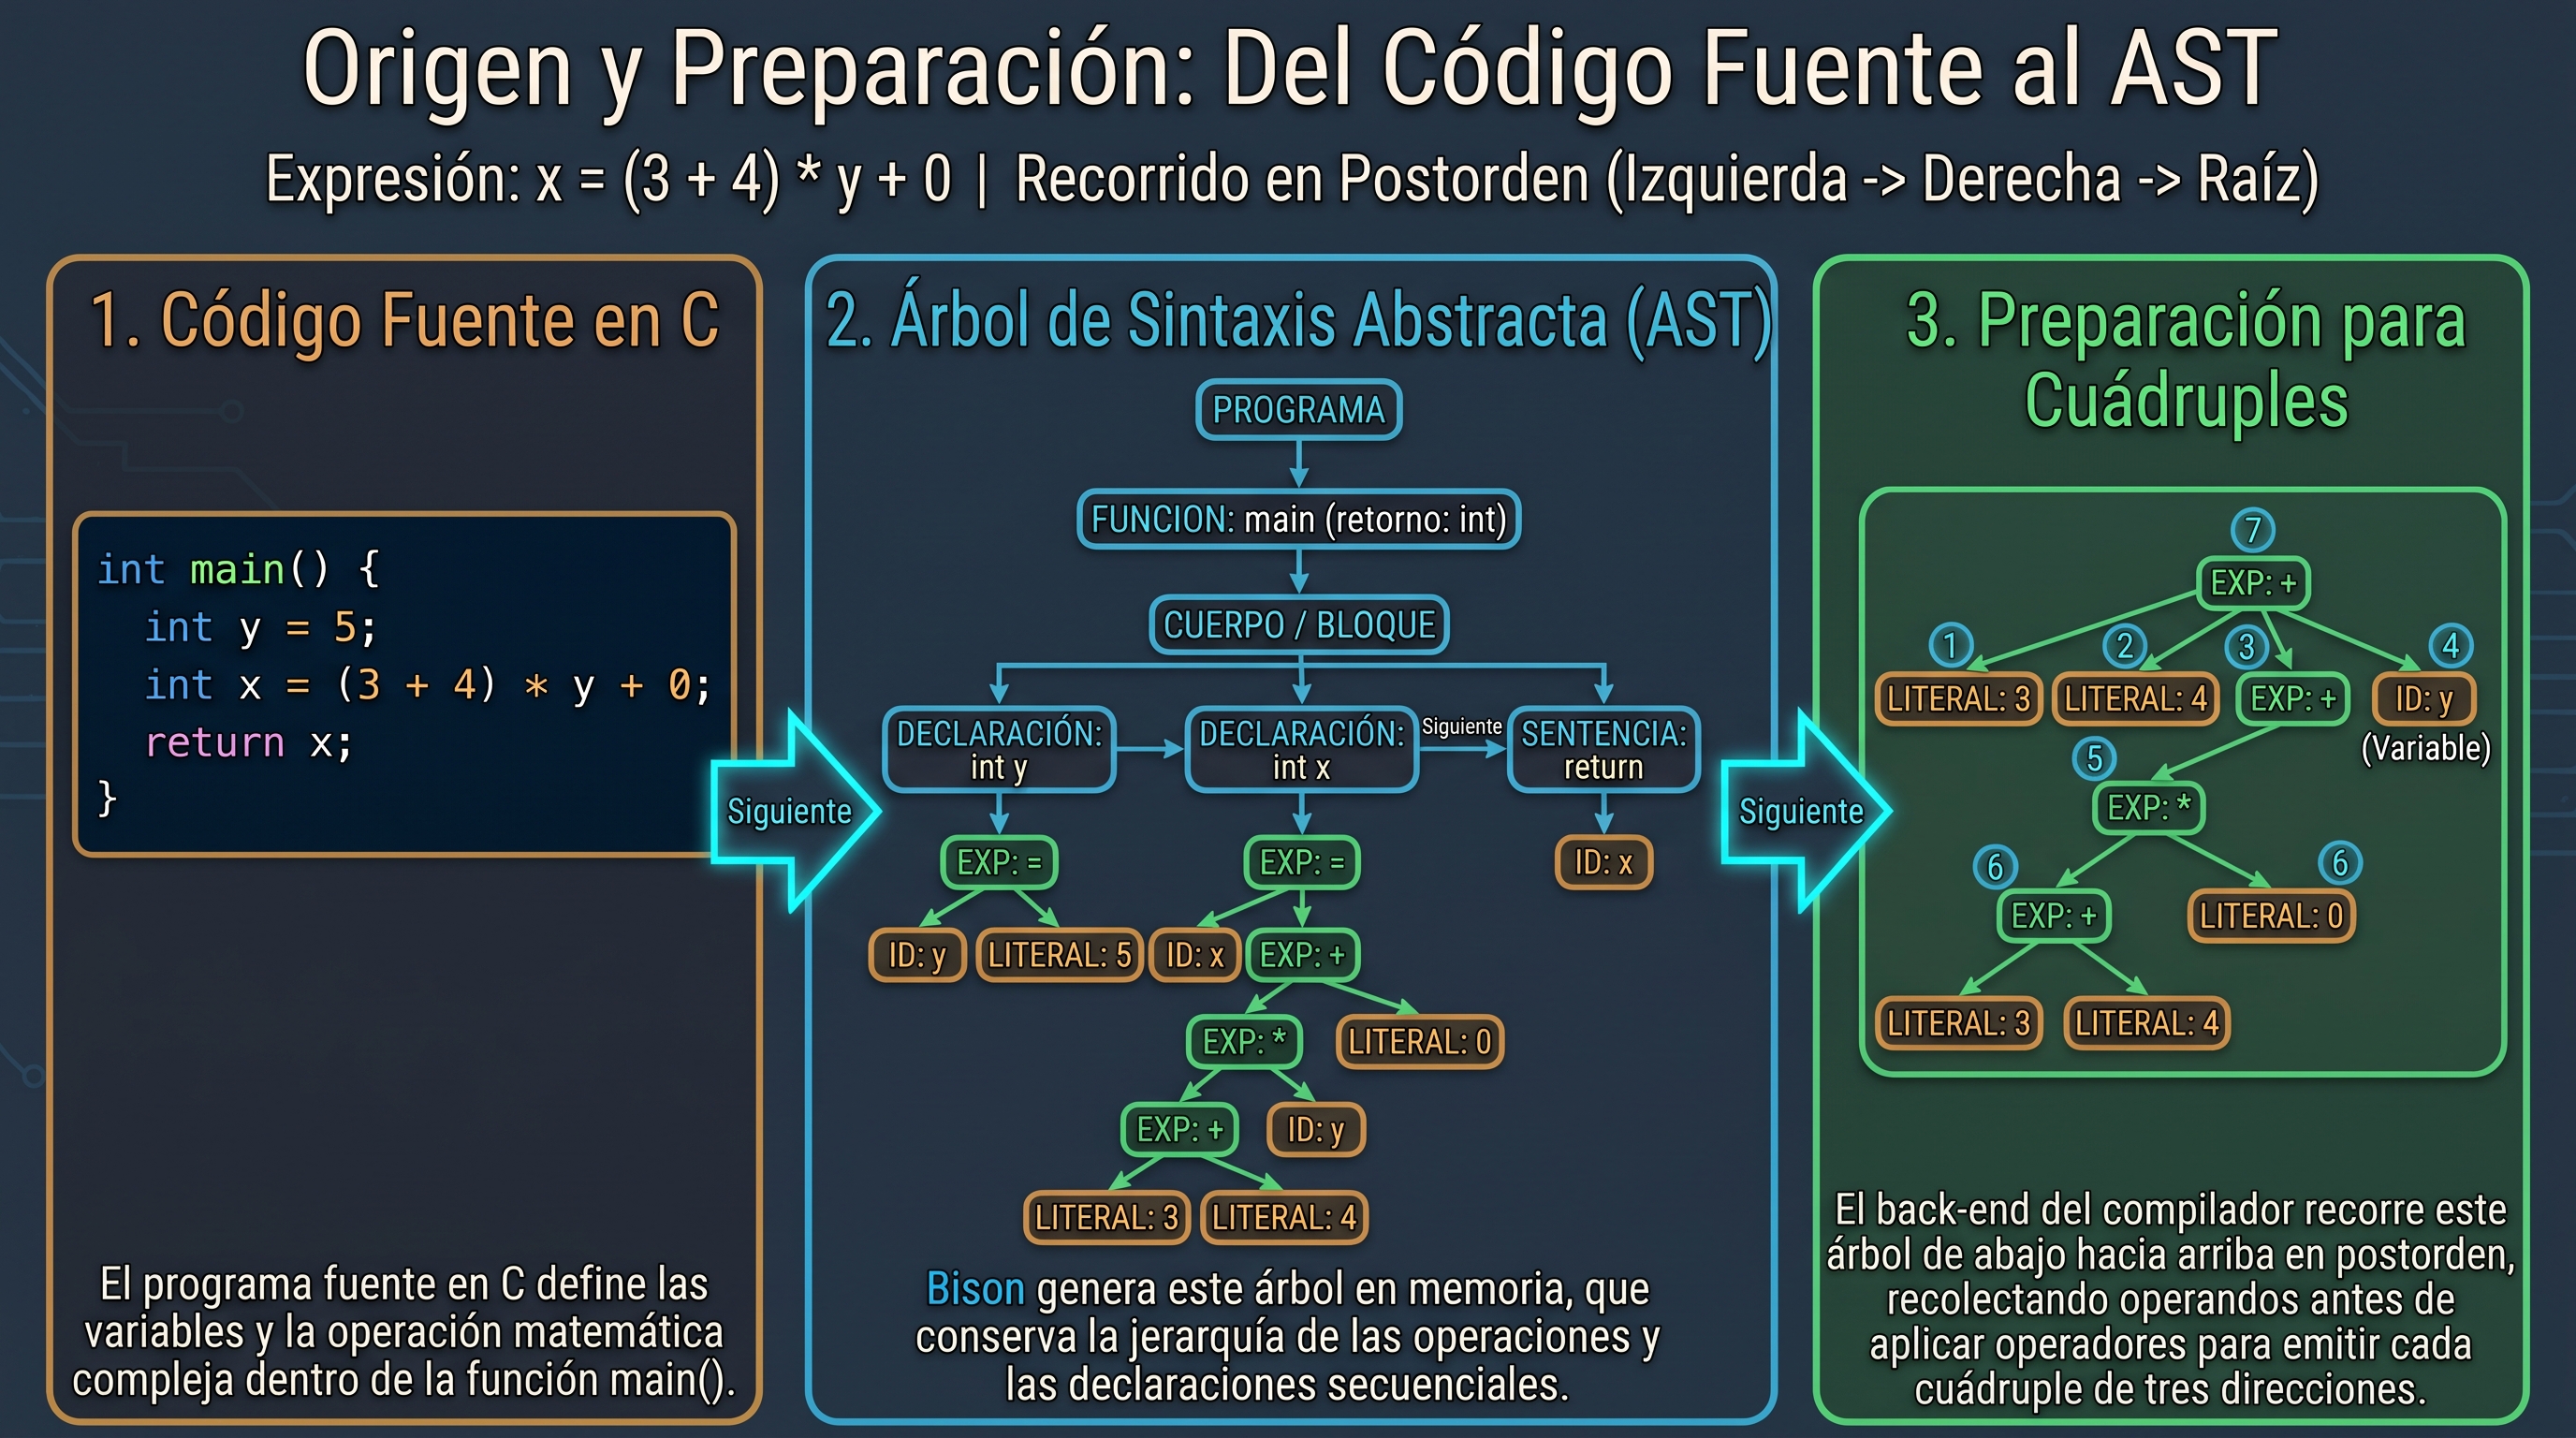 Origen y Preparación: Del Código Fuente al AST
Expresión: x = (3 + 4) * y + 0 | Recorrido en Postorden (Izquierda -> Derecha -> Raíz)
1. Código Fuente en C
int main() {
int y = 5;
int x = (3 + 4) * y + 0;
return x;
}
El programa fuente en C define las
variables y la operación matemática
compleja dentro de la función main().
Siguiente
2. Árbol de Sintaxis Abstracta (AST)
PROGRAMA
FUNCION: main (retorno: int)
CUERPO / BLOQUE
DECLARACIÓN:
int y
DECLARACIÓN:
int x
Siguiente
SENTENCIA:
return
EXP: =
EXP: =
ID: x
ID: y
LITERAL: 5
ID: x
EXP: +
EXP: *
LITERAL: 0
EXP: +
ID: y
LITERAL: 3
LITERAL: 4
Bison genera este árbol en memoria, que
conserva la jerarquía de las operaciones y
las declaraciones secuenciales.
Siguiente
3. Preparación para
Cuádruples
7
EXP: +
1
2
3
4
LITERAL: 3
LITERAL: 4
EXP: +
ID: y
(Variable)
5
EXP: *
6
6
EXP: +
LITERAL: 0
LITERAL: 3
LITERAL: 4
El back-end del compilador recorre este
árbol de abajo hacia arriba en postorden,
recolectando operandos antes de
aplicar operadores para emitir cada
cuádruple de tres direcciones.